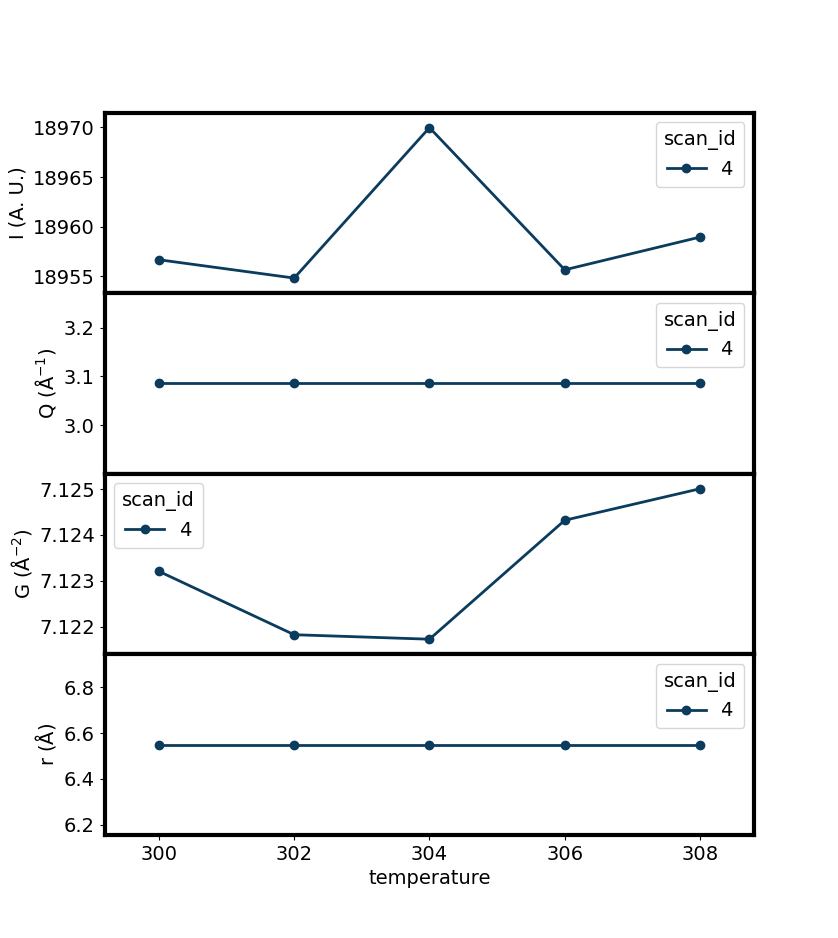 I (A. U.)
18970
18965
18960
18955
scan_id
4
Q (Å⁻¹)
3.2
3.1
3.0
scan_id
4
G (Å⁻²)
7.125
7.124
7.123
7.122
scan_id
4
r (Å)
6.8
6.6
6.4
6.2
scan_id
4
300 302 304 306 308
temperature